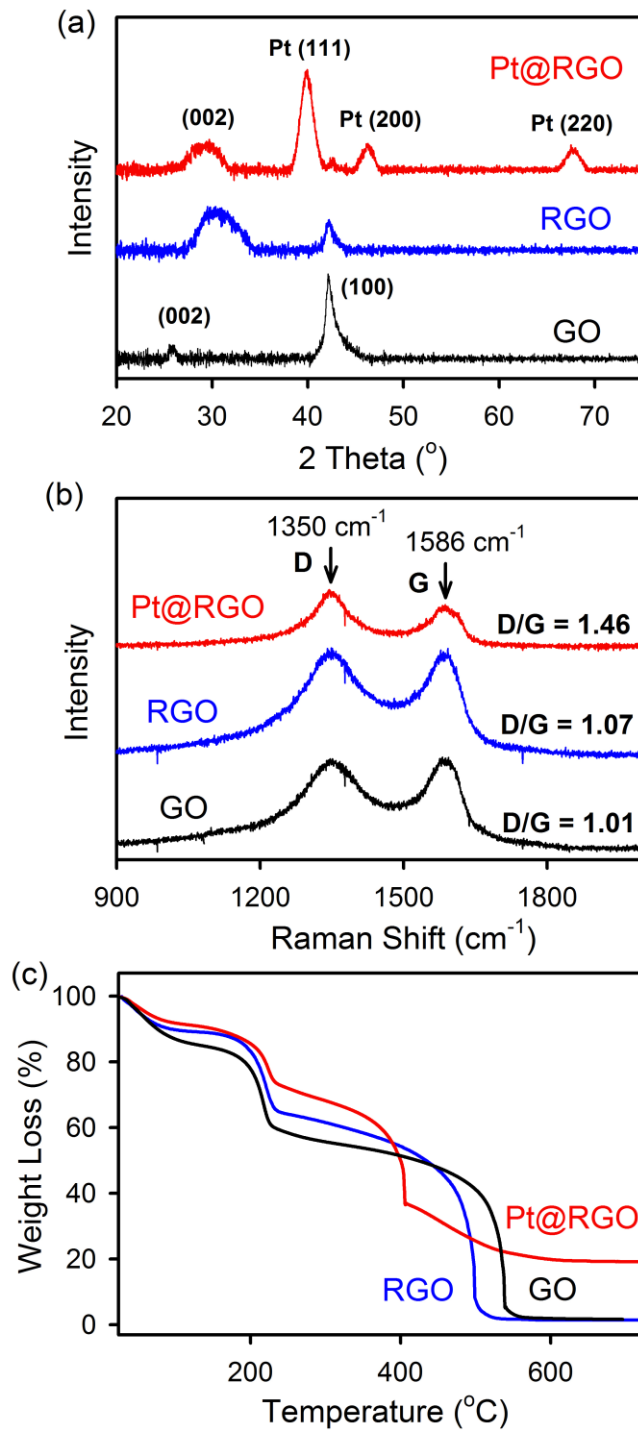 (a)
Pt (111)
Pt@RGO
(002)
Pt (200)
Pt (220)
Intensity
RGO
(002)
(100)
GO
20 30 40 50 60 70
2 Theta (o)
(b)
1350 cm-1
1586 cm-1
D
G
Pt@RGO
D/G = 1.46
Intensity
RGO
D/G = 1.07
GO
D/G = 1.01
900 1200 1500 1800
Raman Shift (cm-1)
(c)
100
80
60
40
20
0
Weight Loss (%)
Pt@RGO
RGO
GO
200 400 600
Temperature (oC)